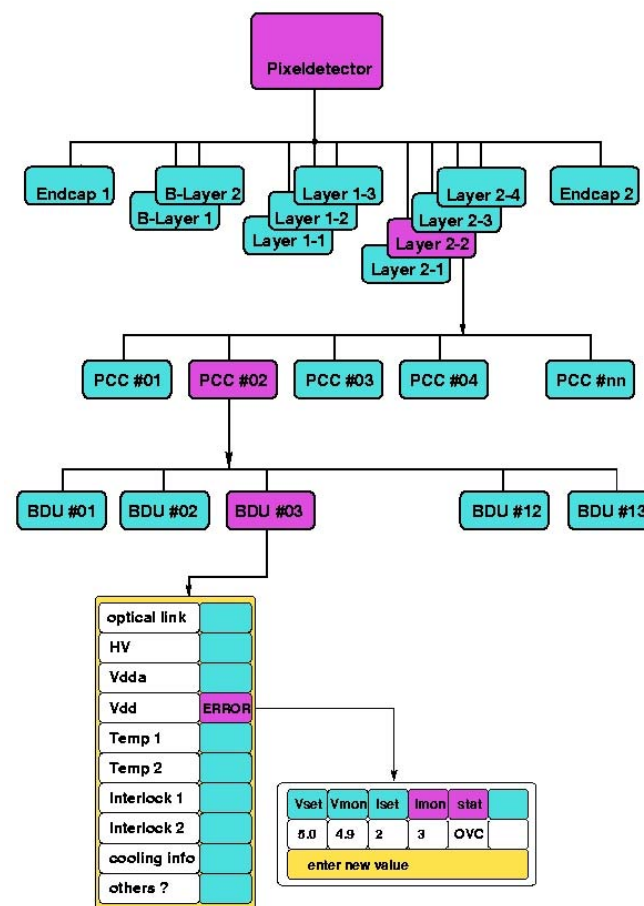 Pixeldetector
Endcap 1
B-Layer 2
B-Layer 1
Layer 1-3
Layer 1-2
Layer 1-1
Layer 2-4
Layer 2-3
Layer 2-2
Layer 2-1
Endcap 2
PCC #01
PCC #02
PCC #03
PCC #04
PCC #nn
BDU #01
BDU #02
BDU #03
BDU #12
BDU #13
optical link
HV
Vdda
Vdd ERROR
Temp 1
Temp 2
Interlock 1
Interlock 2
cooling info
others ?
Vset Vmon Iset Imon stat
5.0 4.9 2 3 OVC
enter new value